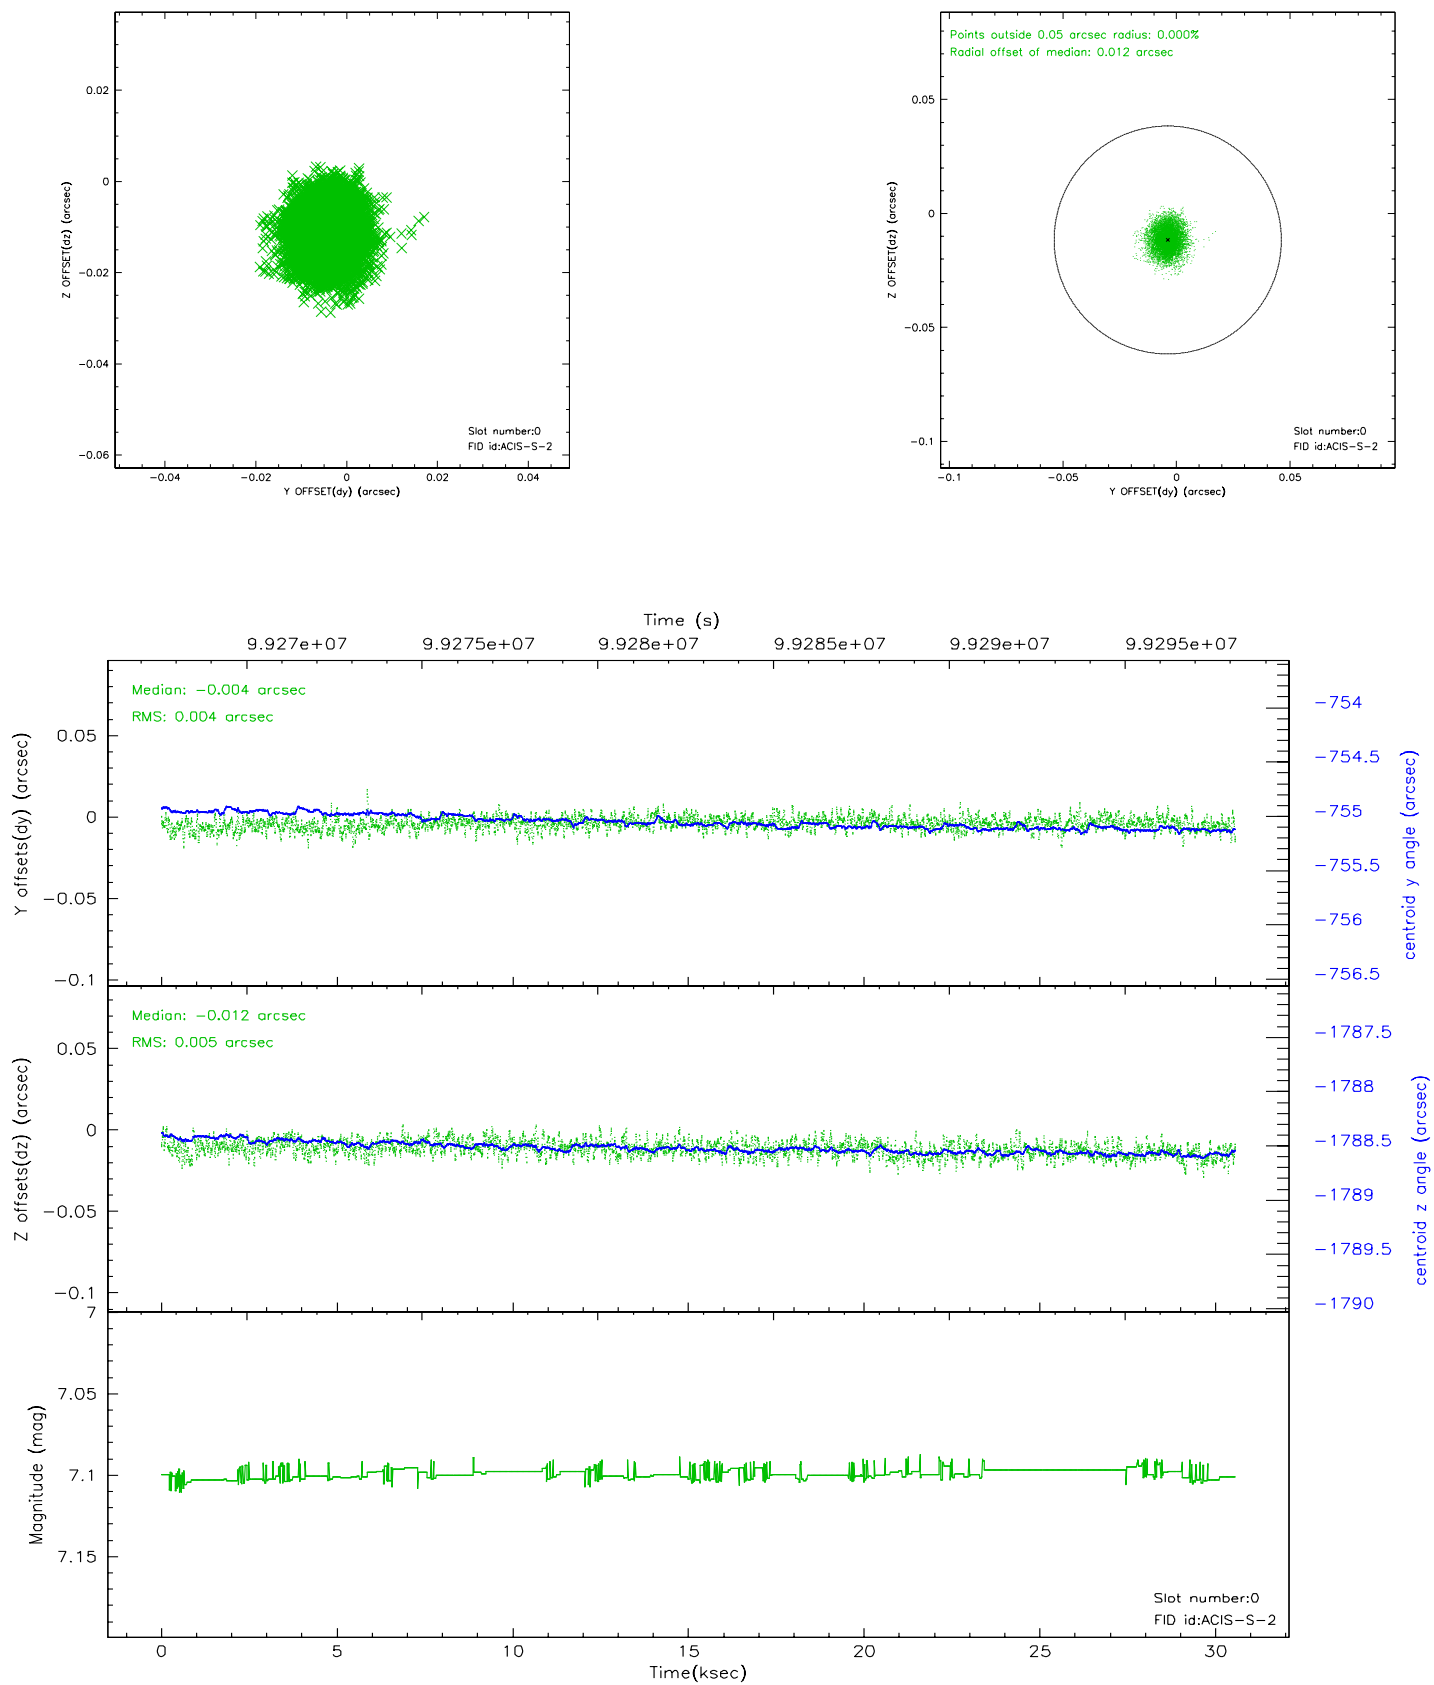 0.02
0
−0.02
−0.04
−0.06
Z OFFSET(dz) (arcsec)
−0.04
−0.02
0
0.02
0.04
Y OFFSET(dy) (arcsec)
Slot number:0
FID id:ACIS−S−2
Points outside 0.05 arcsec radius: 0.000%
Radial offset of median: 0.012 arcsec
0.05
0
−0.05
−0.1
Z OFFSET(dz) (arcsec)
−0.1
−0.05
0
0.05
Y OFFSET(dy) (arcsec)
Slot number:0
FID id:ACIS−S−2
Time (s)
9.927e+07
9.9275e+07
9.928e+07
9.9285e+07
9.929e+07
9.9295e+07
Median: −0.004 arcsec
RMS: 0.004 arcsec
0.05
0
−0.05
−0.1
Y offsets(dy) (arcsec)
−754
−754.5
−755
−755.5
−756
−756.5
centroid y angle (arcsec)
Median: −0.012 arcsec
RMS: 0.005 arcsec
0.05
0
−0.05
−0.1
Z offsets(dz) (arcsec)
−1787.5
−1788
−1788.5
−1789
−1789.5
−1790
centroid z angle (arcsec)
7
7.05
7.1
7.15
Magnitude (mag)
Slot number:0
FID id:ACIS−S−2
0
5
10
15
20
25
30
Time(ksec)